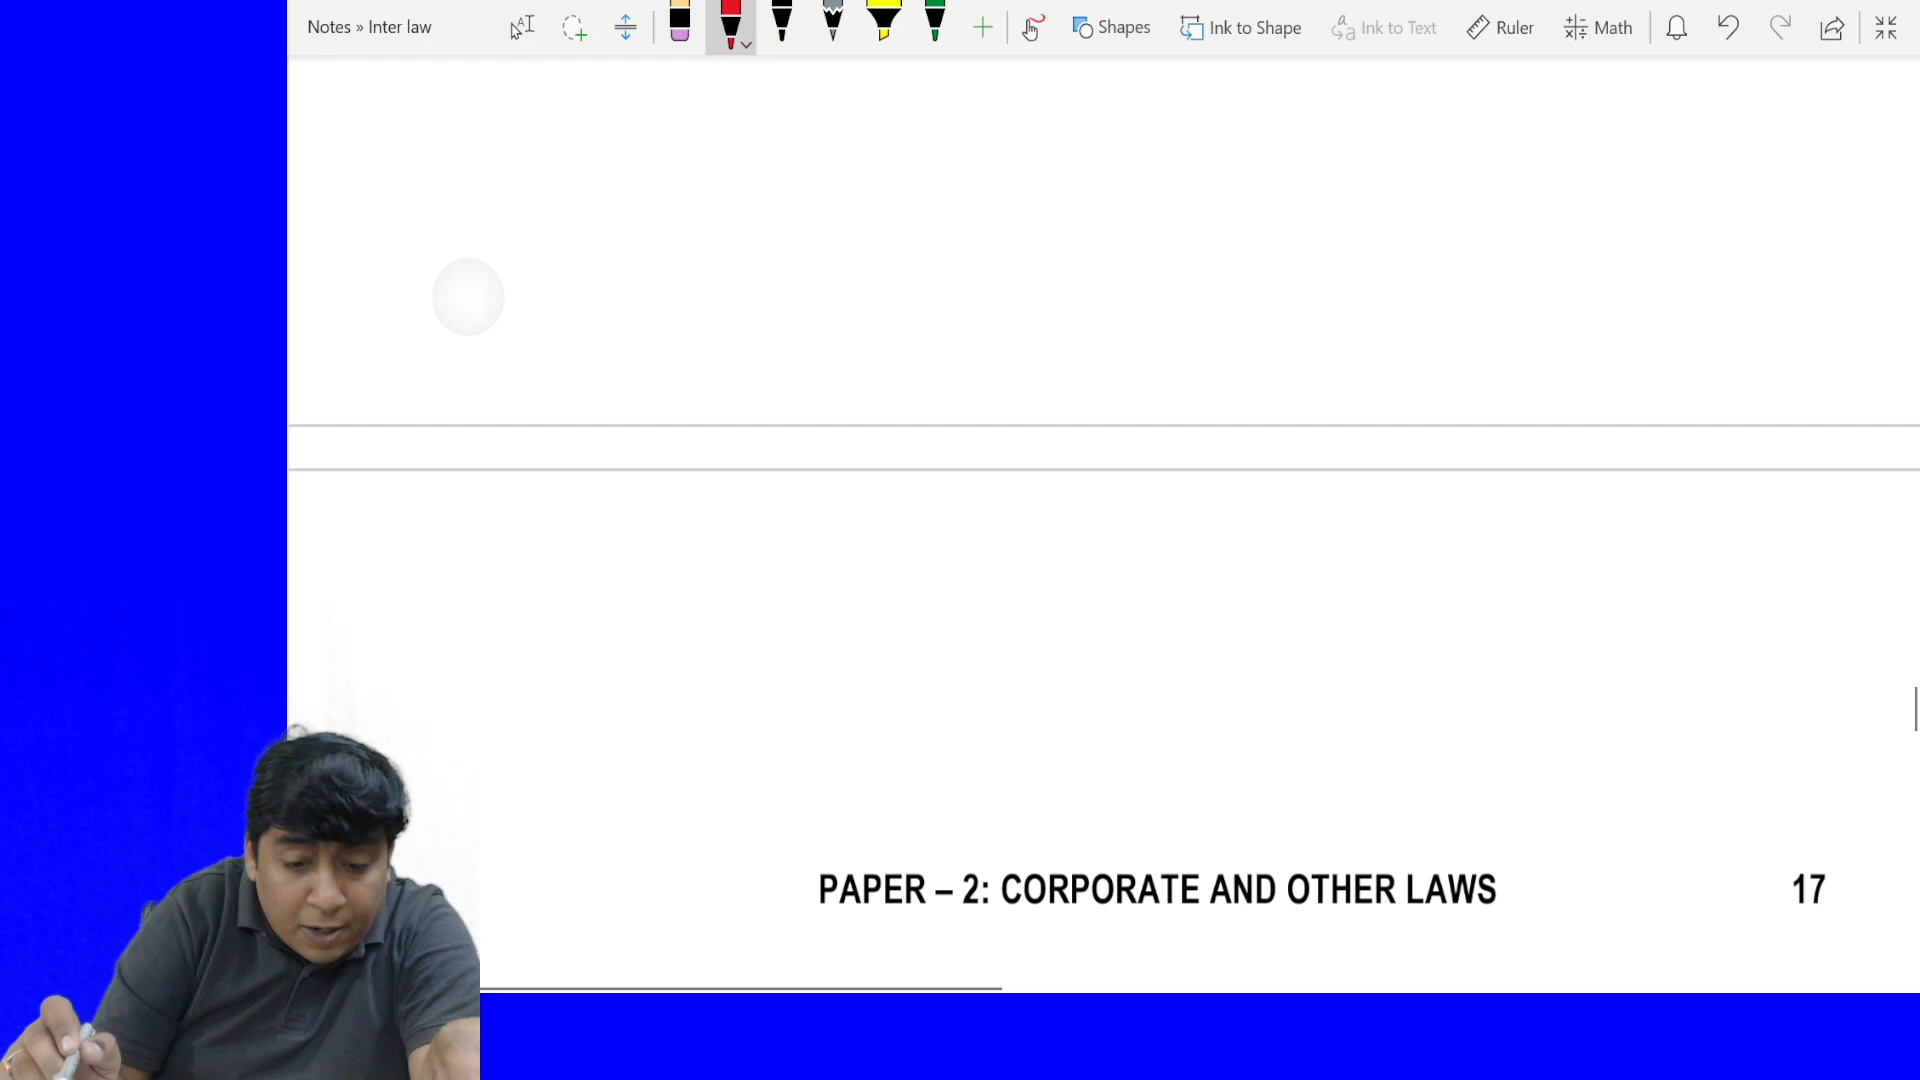 Notes » Inter law
Shapes
Ink to Shape
Ink to Text
Ruler
Math
PAPER – 2: CORPORATE AND OTHER LAWS 17